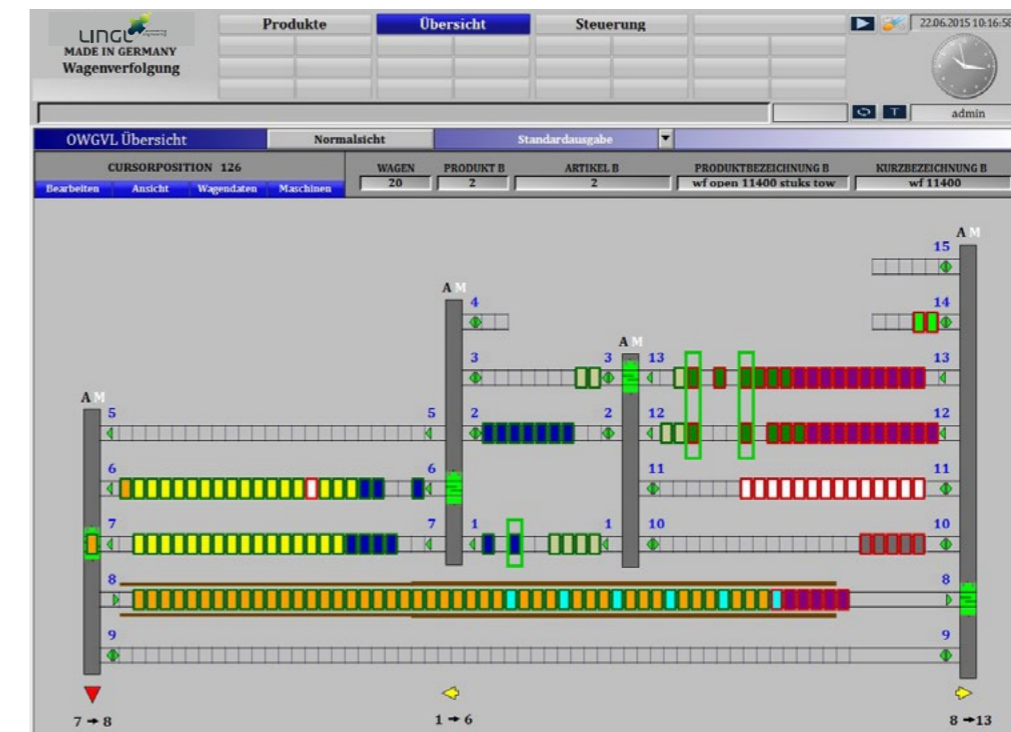 LINGL
MADE IN GERMANY
Wagenverfolgung
Produkte Übersicht Steuerung
22.06.2015 10:16:58
T
admin
OWGVL Übersicht Normalsicht Standardausgabe
CURSORPOSITION 126
WAGEN PRODUKT B ARTIKEL B PRODUKTBEZEICHNUNG B KURZBEZEICHNUNG B
Bearbeiten Ansicht Wagendaten Maschinen
20 2 2 wf open 11400 stuks tow wf 11400
A M
15
A M
4 14
A M
3 3 13 13
A M
5 5 2 2 12 12
6 6 11 11
7 7 1 1 10 10
8 8
9 9
7 → 8 1 → 6 8 → 13